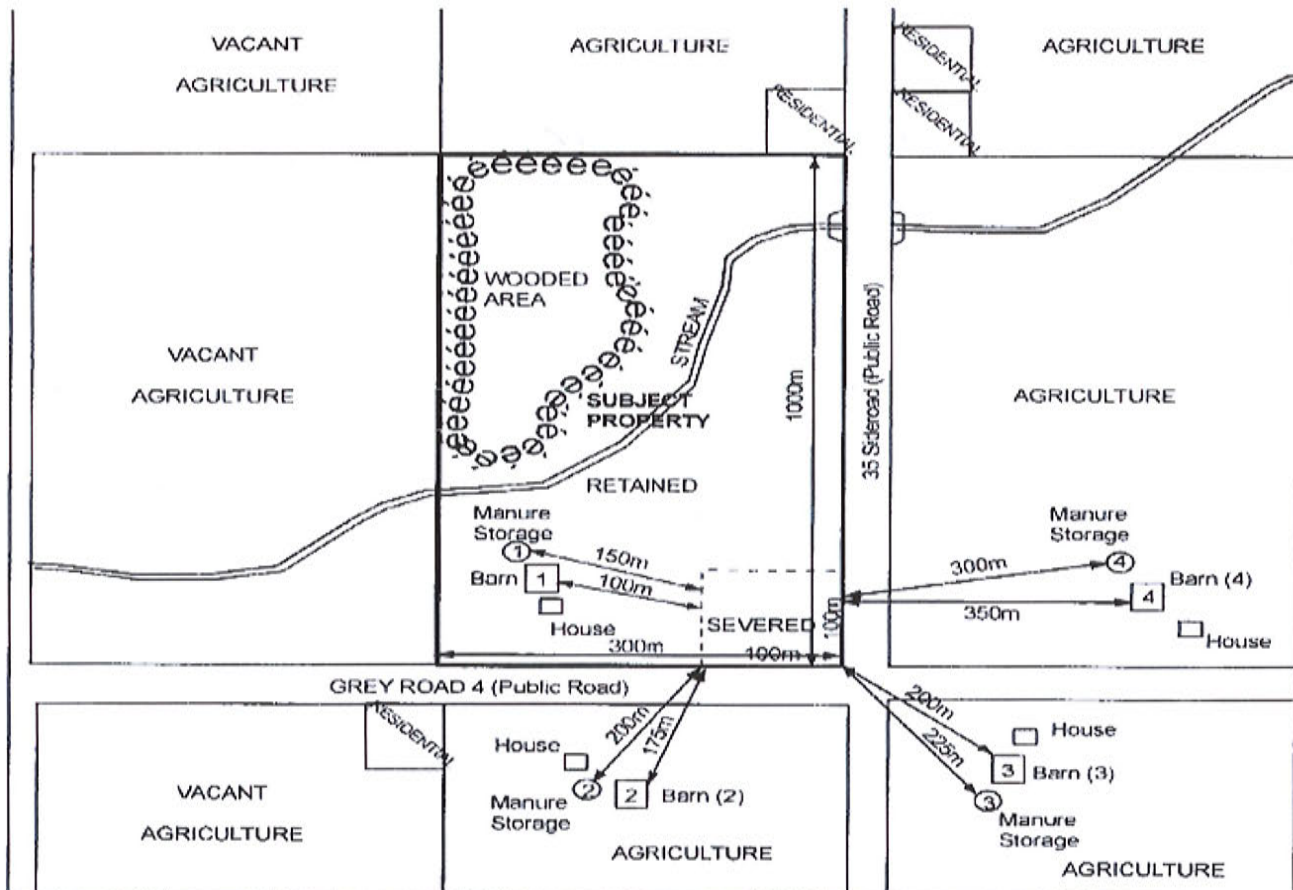 VACANT
AGRICULTURE
AGRICULTURE
RESIDENTIAL
RESIDENTIAL
RESIDENTIAL
AGRICULTURE
WOODED
AREA
STREAM
1000m
35 Sideroad (Public Road)
VACANT
AGRICULTURE
SUBJECT
PROPERTY
RETAINED
AGRICULTURE
Manure
Storage
1
150m
Barn
1
100m
House
SEVERED
100m
300m
100m
Manure
Storage
4
300m
Barn (4)
4
350m
House
GREY ROAD 4 (Public Road)
RESIDENTIAL
VACANT
AGRICULTURE
200m
175m
House
2
2
Barn (2)
Manure
Storage
AGRICULTURE
200m
225m
House
3
Barn (3)
3
Manure
Storage
AGRICULTURE